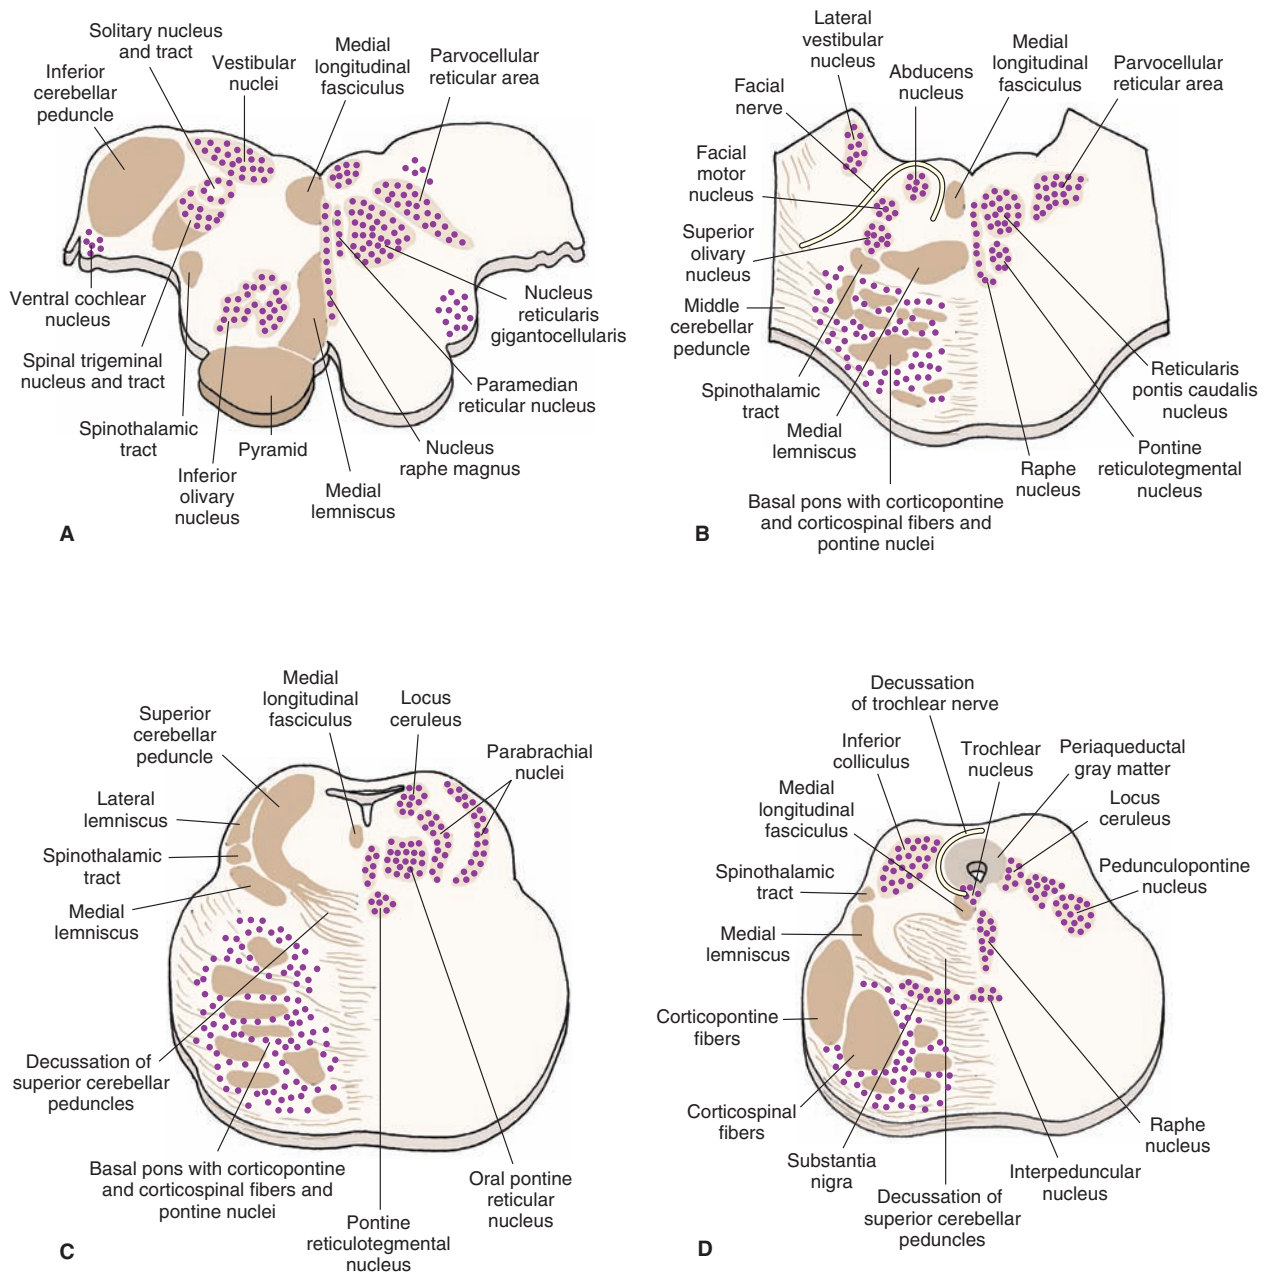 Solitary nucleus
and tract
Inferior
cerebellar
peduncle
Vestibular
nuclei
Medial
longitudinal
fasciculus
Parvocellular
reticular area
Ventral cochlear
nucleus
Spinal trigeminal
nucleus and tract
Spinothalamic
tract
Inferior
olivary
nucleus
Pyramid
Medial
lemniscus
Nucleus
raphe magnus
Paramedian
reticular nucleus
Nucleus
reticularis
gigantocellularis
A
Lateral
vestibular
nucleus
Facial
nerve
Abducens
nucleus
Medial
longitudinal
fasciculus
Parvocellular
reticular area
Facial
motor
nucleus
Superior
olivary
nucleus
Middle
cerebellar
peduncle
Spinothalamic
tract
Medial
lemniscus
Basal pons with corticopontine
and corticospinal fibers and
pontine nuclei
Raphe
nucleus
Pontine
reticulotegmental
nucleus
Reticularis
pontis caudalis
nucleus
B
Medial
longitudinal
fasciculus
Locus
ceruleus
Superior
cerebellar
peduncle
Parabrachial
nuclei
Lateral
lemniscus
Spinothalamic
tract
Medial
lemniscus
Decussation of
superior cerebellar
peduncles
Basal pons with corticopontine
and corticospinal fibers and
pontine nuclei
Pontine
reticulotegmental
nucleus
Oral pontine
reticular
nucleus
C
Decussation
of trochlear nerve
Inferior
colliculus
Trochlear
nucleus
Periaqueductal
gray matter
Medial
longitudinal
fasciculus
Locus
ceruleus
Spinothalamic
tract
Pedunculopontine
nucleus
Medial
lemniscus
Corticopontine
fibers
Corticospinal
fibers
Substantia
nigra
Decussation of
superior cerebellar
peduncles
Interpeduncular
nucleus
Raphe
nucleus
D